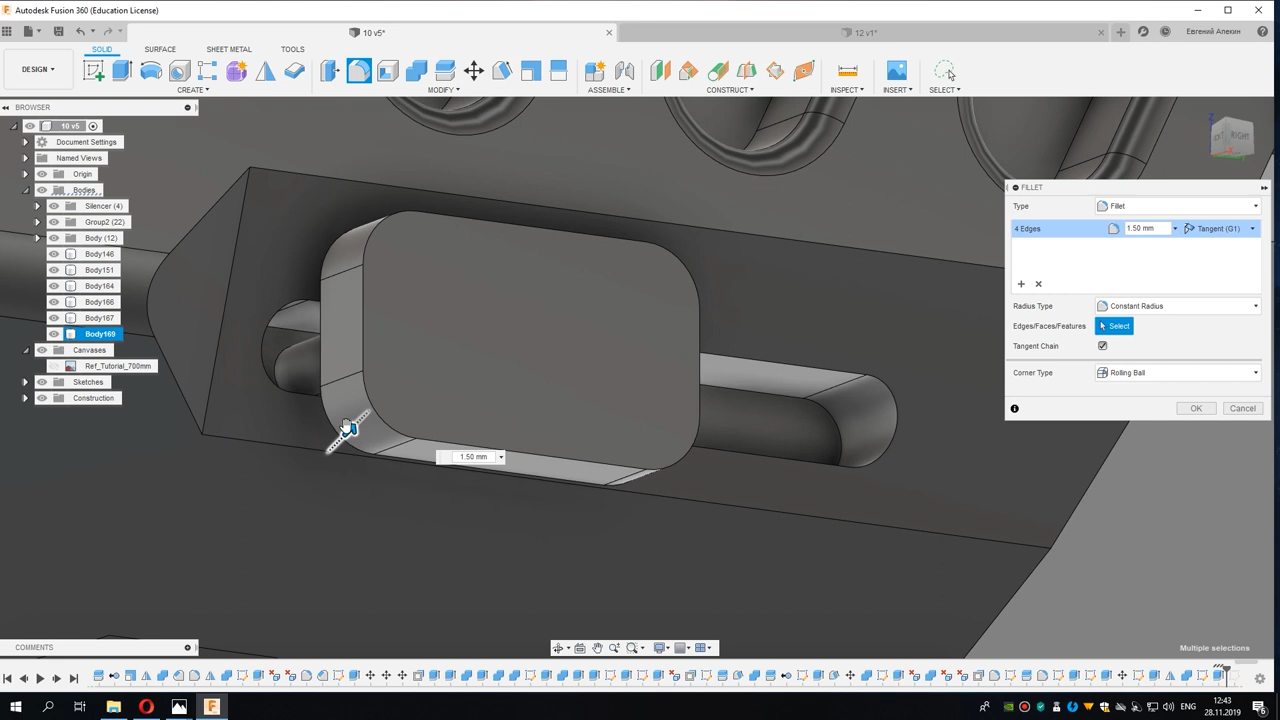 Autodesk Fusion 360 (Education License)
10 v5*
12 v1*
Евгений Апекин
DESIGN
SOLID
SURFACE
SHEET METAL
TOOLS
CREATE
MODIFY
ASSEMBLE
CONSTRUCT
INSPECT
INSERT
SELECT
BROWSER
10 v5
Document Settings
Named Views
Origin
Bodies
Silencer (4)
Group2 (22)
Body (12)
Body146
Body151
Body164
Body166
Body167
Body169
Canvases
Ref_Tutorial_700mm
Sketches
Construction
Z
RIGHT
FILLET
Type
Fillet
4 Edges
1.50 mm
Tangent (G1)
Radius Type
Constant Radius
Edges/Faces/Features
Select
Tangent Chain
Corner Type
Rolling Ball
OK
Cancel
1.50 mm
COMMENTS
Multiple selections
ENG
12:43
28.11.2019